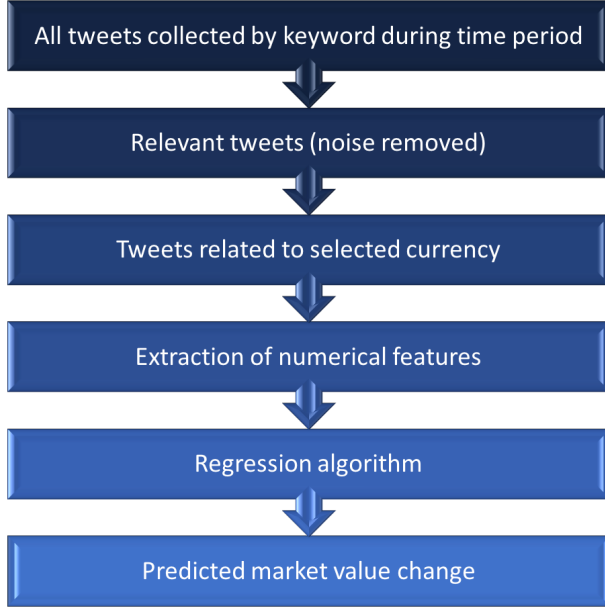 All tweets collected by keyword during time period
Relevant tweets (noise removed)
Tweets related to selected currency
Extraction of numerical features
Regression algorithm
Predicted market value change